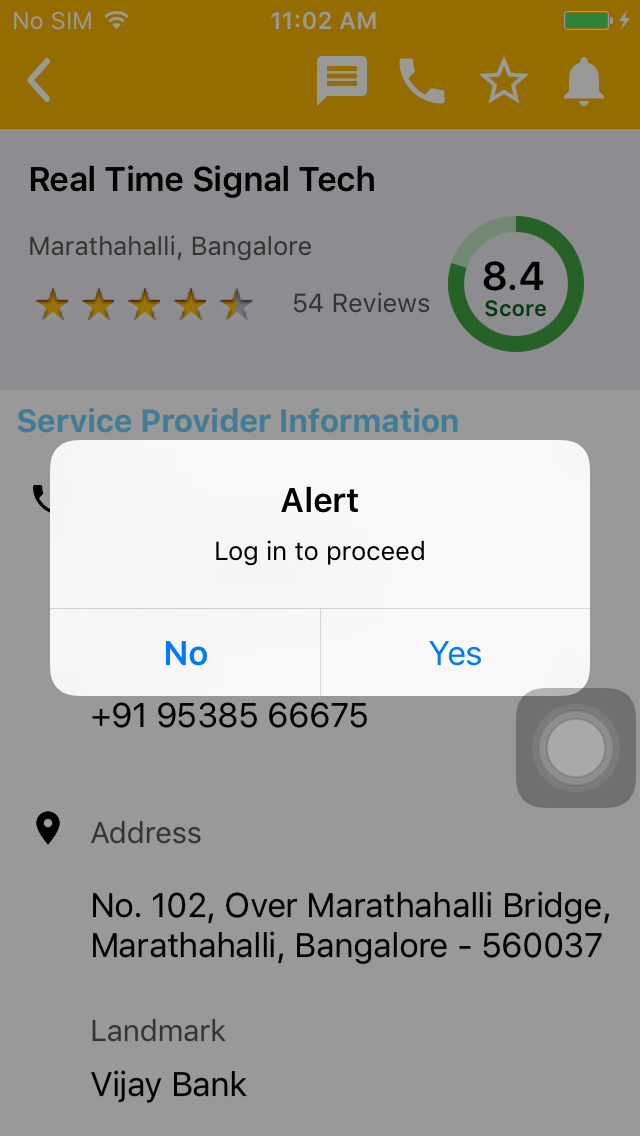 No SIM 11:02 AM
Real Time Signal Tech
Marathahalli, Bangalore
54 Reviews
8.4
Score
Service Provider Information
Alert
Log in to proceed
No Yes
+91 95385 66675
Address
No. 102, Over Marathahalli Bridge,
Marathahalli, Bangalore - 560037
Landmark
Vijay Bank